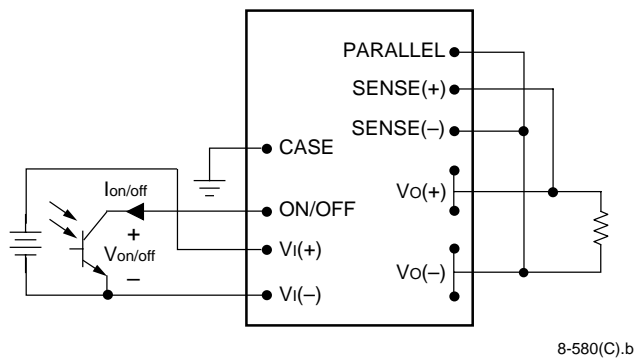 PARALLEL
SENSE(+)
SENSE(–)
CASE
VO(+)
Ion/off
ON/OFF
+
Von/off
–
VI(+)
VO(–)
VI(–)
8-580(C).b